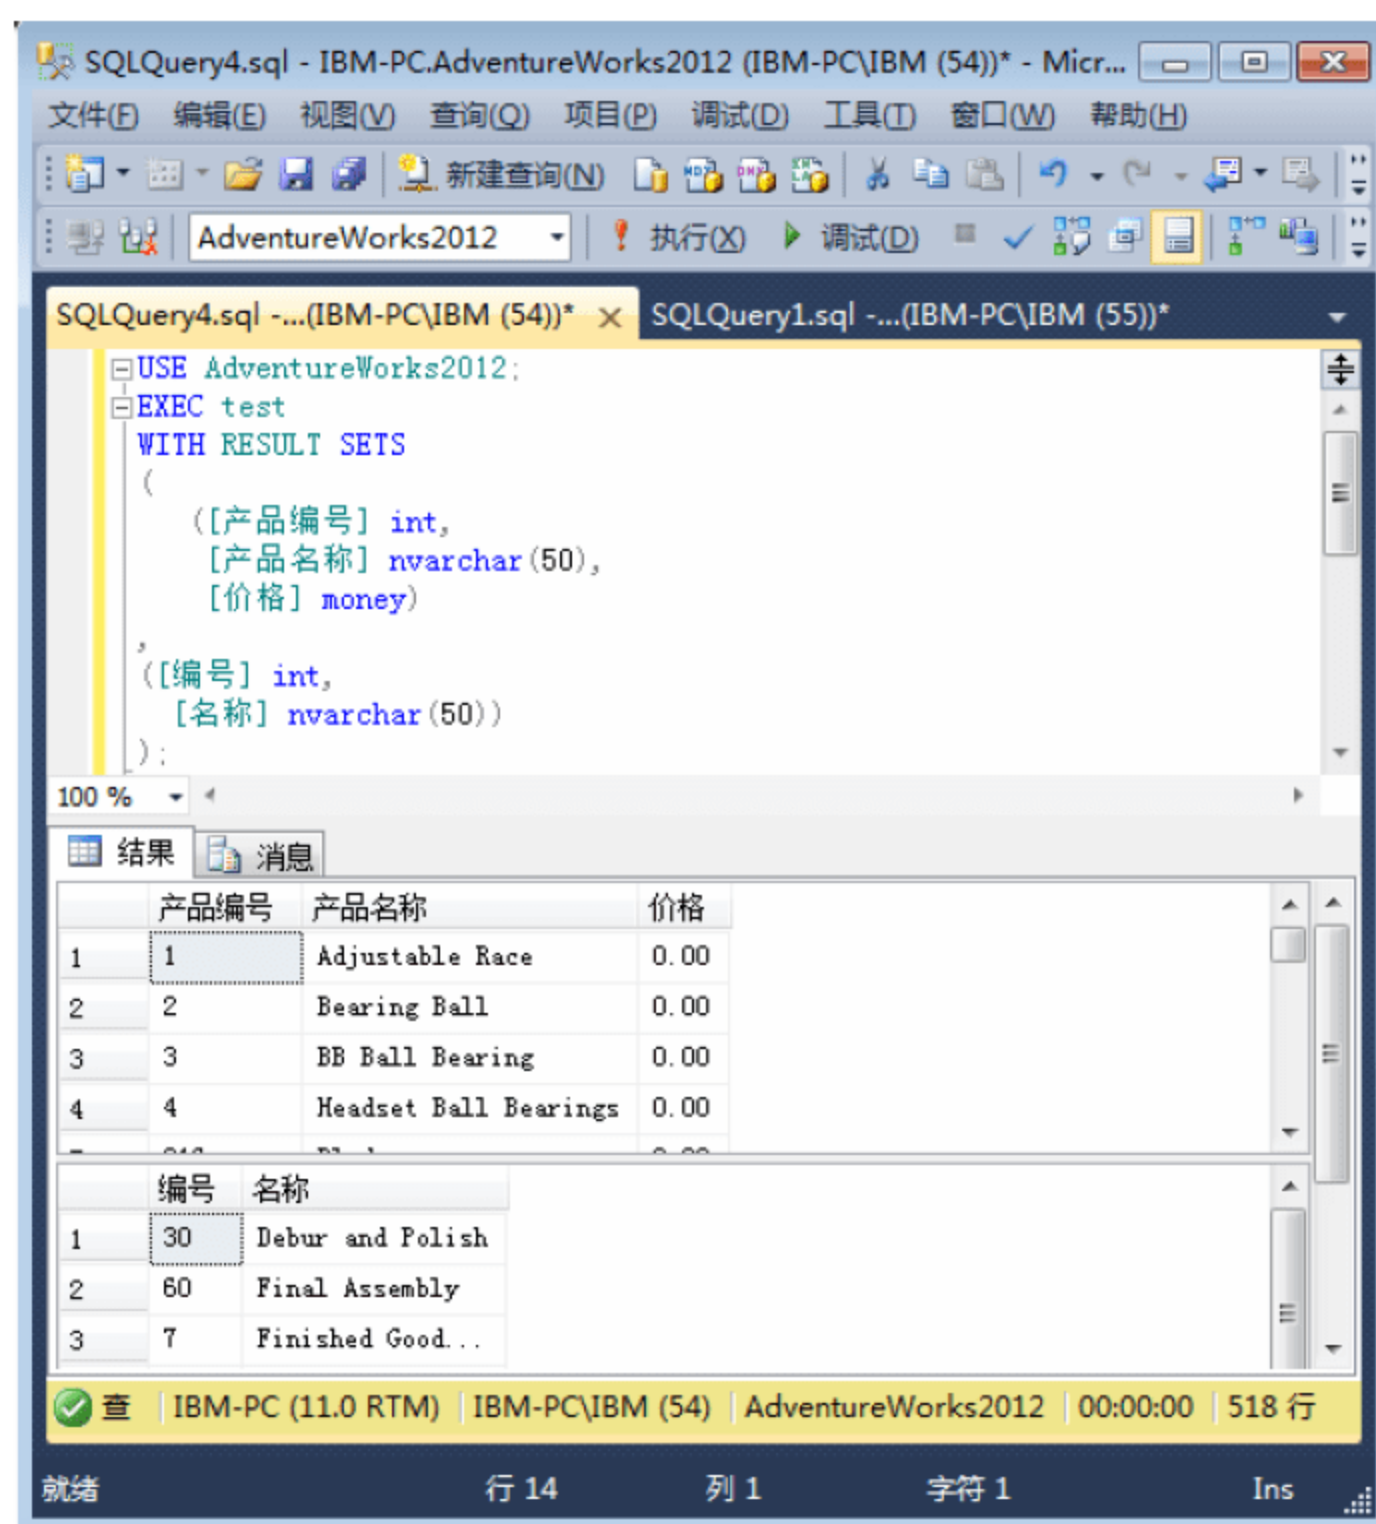 SQLQuery4.sql - IBM-PC.AdventureWorks2012 (IBM-PC\IBM (54))* - Micr...
文件(F) 编辑(E) 视图(V) 查询(Q) 项目(P) 调试(D) 工具(T) 窗口(W) 帮助(H)
新建查询(N)
AdventureWorks2012 执行(X) 调试(D)
SQLQuery4.sql -...(IBM-PC\IBM (54))* SQLQuery1.sql -...(IBM-PC\IBM (55))*
USE AdventureWorks2012;
EXEC test
WITH RESULT SETS
(
([产品编号] int,
[产品名称] nvarchar(50),
[价格] money)
,
([编号] int,
[名称] nvarchar(50))
);
100 %
结果 消息
产品编号 产品名称 价格
1 1 Adjustable Race 0.00
2 2 Bearing Ball 0.00
3 3 BB Ball Bearing 0.00
4 4 Headset Ball Bearings 0.00
编号 名称
1 30 Debur and Polish
2 60 Final Assembly
3 7 Finished Good...
查 IBM-PC (11.0 RTM) IBM-PC\IBM (54) AdventureWorks2012 00:00:00 518 行
就绪 行 14 列 1 字符 1 Ins